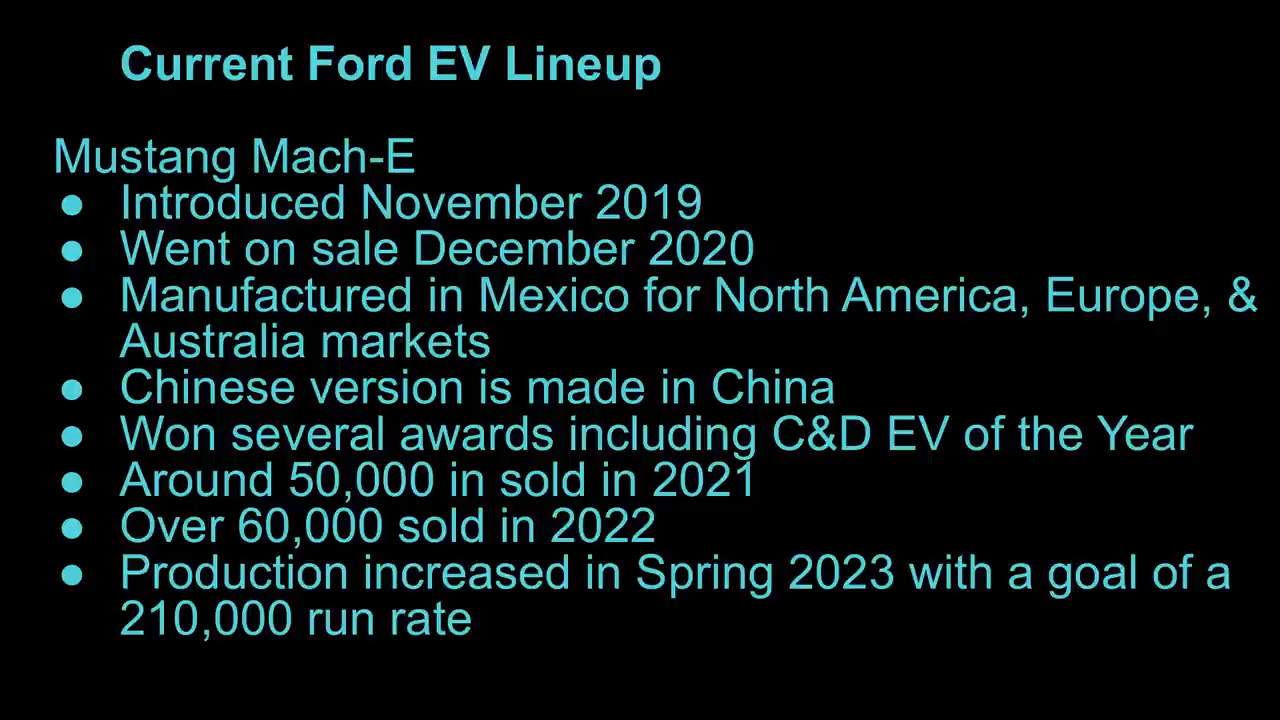 Current Ford EV Lineup
Mustang Mach-E
● Introduced November 2019
● Went on sale December 2020
● Manufactured in Mexico for North America, Europe, &
Australia markets
● Chinese version is made in China
● Won several awards including C&D EV of the Year
● Around 50,000 in sold in 2021
● Over 60,000 sold in 2022
● Production increased in Spring 2023 with a goal of a
210,000 run rate